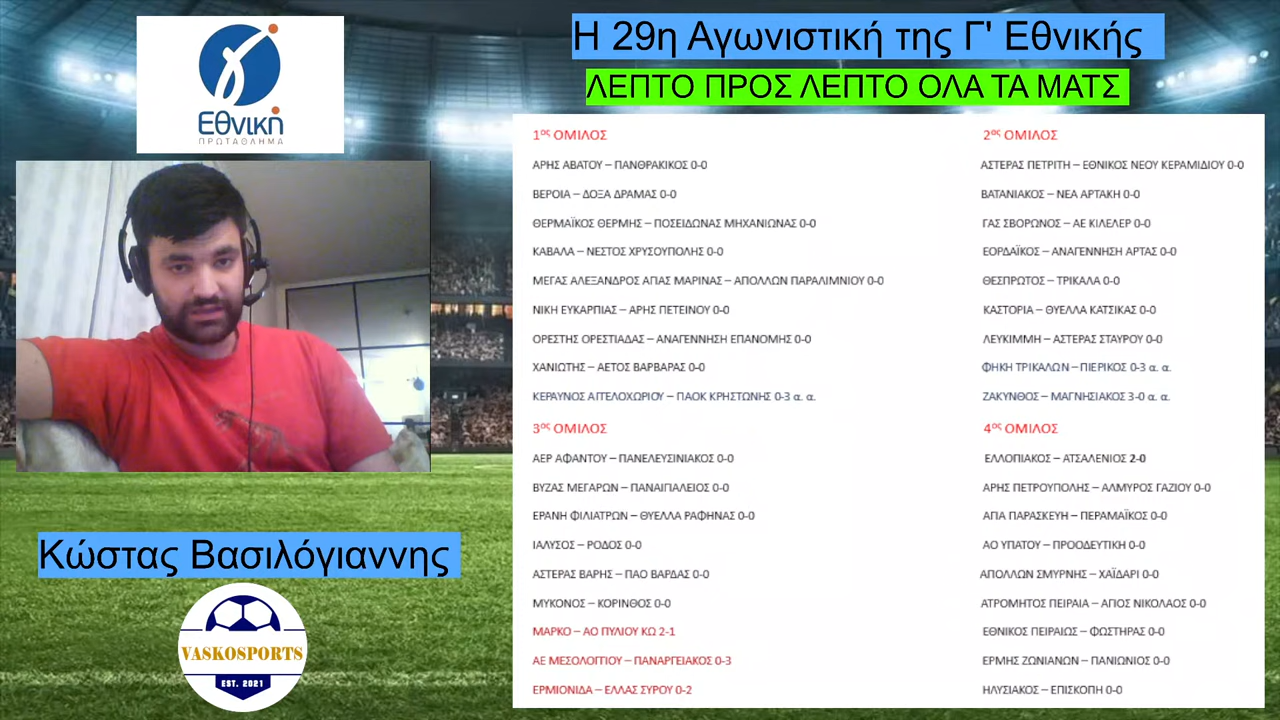 Εθνική
ΠΡΩΤΑΘΛΗΜΑ
Η 29η Αγωνιστική της Γ' Εθνικής
ΛΕΠΤΟ ΠΡΟΣ ΛΕΠΤΟ ΟΛΑ ΤΑ ΜΑΤΣ
1ος ΟΜΙΛΟΣ
ΑΡΗΣ ΑΒΑΤΟΥ – ΠΑΝΘΡΑΚΙΚΟΣ 0-0
ΒΕΡΟΙΑ – ΔΟΞΑ ΔΡΑΜΑΣ 0-0
ΘΕΡΜΑΪΚΟΣ ΘΕΡΜΗΣ – ΠΟΣΕΙΔΩΝΑΣ ΜΗΧΑΝΙΩΝΑΣ 0-0
ΚΑΒΑΛΑ – ΝΕΣΤΟΣ ΧΡΥΣΟΥΠΟΛΗΣ 0-0
ΜΕΓΑΣ ΑΛΕΞΑΝΔΡΟΣ ΑΓΙΑΣ ΜΑΡΙΝΑΣ – ΑΠΟΛΛΩΝ ΠΑΡΑΛΙΜΝΙΟΥ 0-0
ΝΙΚΗ ΕΥΚΑΡΠΙΑΣ – ΑΡΗΣ ΠΕΤΕΙΝΟΥ 0-0
ΟΡΕΣΤΗΣ ΟΡΕΣΤΙΑΔΑΣ – ΑΝΑΓΕΝΝΗΣΗ ΕΠΑΝΟΜΗΣ 0-0
ΧΑΝΙΩΤΗΣ – ΑΕΤΟΣ ΒΑΡΒΑΡΑΣ 0-0
ΚΕΡΑΥΝΟΣ ΑΓΓΕΛΟΧΩΡΙΟΥ – ΠΑΟΚ ΚΡΗΣΤΩΝΗΣ 0-3 α. α.
2ος ΟΜΙΛΟΣ
ΑΣΤΕΡΑΣ ΠΕΤΡΙΤΗ – ΕΘΝΙΚΟΣ ΝΕΟΥ ΚΕΡΑΜΙΔΙΟΥ 0-0
ΒΑΤΑΝΙΑΚΟΣ – ΝΕΑ ΑΡΤΑΚΗ 0-0
ΓΑΣ ΣΒΟΡΩΝΟΣ – ΑΕ ΚΙΛΕΛΕΡ 0-0
ΕΟΡΔΑΪΚΟΣ – ΑΝΑΓΕΝΝΗΣΗ ΑΡΤΑΣ 0-0
ΘΕΣΠΡΩΤΟΣ – ΤΡΙΚΑΛΑ 0-0
ΚΑΣΤΟΡΙΑ – ΘΥΕΛΛΑ ΚΑΤΣΙΚΑΣ 0-0
ΛΕΥΚΙΜΜΗ – ΑΣΤΕΡΑΣ ΣΤΑΥΡΟΥ 0-0
ΦΗΚΗ ΤΡΙΚΑΛΩΝ – ΠΙΕΡΙΚΟΣ 0-3 α. α.
ΖΑΚΥΝΘΟΣ – ΜΑΓΝΗΣΙΑΚΟΣ 3-0 α. α.
3ος ΟΜΙΛΟΣ
ΑΕΡ ΑΦΑΝΤΟΥ – ΠΑΝΕΛΕΥΣΙΝΙΑΚΟΣ 0-0
ΒΥΖΑΣ ΜΕΓΑΡΩΝ – ΠΑΝΑΙΓΙΑΛΕΙΟΣ 0-0
ΕΡΑΝΗ ΦΙΛΙΑΤΡΩΝ – ΘΥΕΛΛΑ ΡΑΦΗΝΑΣ 0-0
ΙΑΛΥΣΟΣ – ΡΟΔΟΣ 0-0
ΑΣΤΕΡΑΣ ΒΑΡΗΣ – ΠΑΟ ΒΑΡΔΑΣ 0-0
ΜΥΚΟΝΟΣ – ΚΟΡΙΝΘΟΣ 0-0
ΜΑΡΚΟ – ΑΟ ΠΥΛΙΟΥ ΚΩ 2-1
ΑΕ ΜΕΣΟΛΟΓΓΙΟΥ – ΠΑΝΑΡΓΕΙΑΚΟΣ 0-3
ΕΡΜΙΟΝΙΔΑ – ΕΛΛΑΣ ΣΥΡΟΥ 0-2
4ος ΟΜΙΛΟΣ
ΕΛΛΟΠΙΑΚΟΣ – ΑΤΣΑΛΕΝΙΟΣ 2-0
ΑΡΗΣ ΠΕΤΡΟΥΠΟΛΗΣ – ΑΛΜΥΡΟΣ ΓΑΖΙΟΥ 0-0
ΑΓΙΑ ΠΑΡΑΣΚΕΥΗ – ΠΕΡΑΜΑΪΚΟΣ 0-0
ΑΟ ΥΠΑΤΟΥ – ΠΡΟΟΔΕΥΤΙΚΗ 0-0
ΑΠΟΛΛΩΝ ΣΜΥΡΝΗΣ – ΧΑΪΔΑΡΙ 0-0
ΑΤΡΟΜΗΤΟΣ ΠΕΙΡΑΙΑ – ΑΓΙΟΣ ΝΙΚΟΛΑΟΣ 0-0
ΕΘΝΙΚΟΣ ΠΕΙΡΑΙΩΣ – ΦΩΣΤΗΡΑΣ 0-0
ΕΡΜΗΣ ΖΩΝΙΑΝΩΝ – ΠΑΝΙΩΝΙΟΣ 0-0
ΗΛΥΣΙΑΚΟΣ – ΕΠΙΣΚΟΠΗ 0-0
Κώστας Βασιλόγιαννης
VASKOSPORTS
EST. 2021